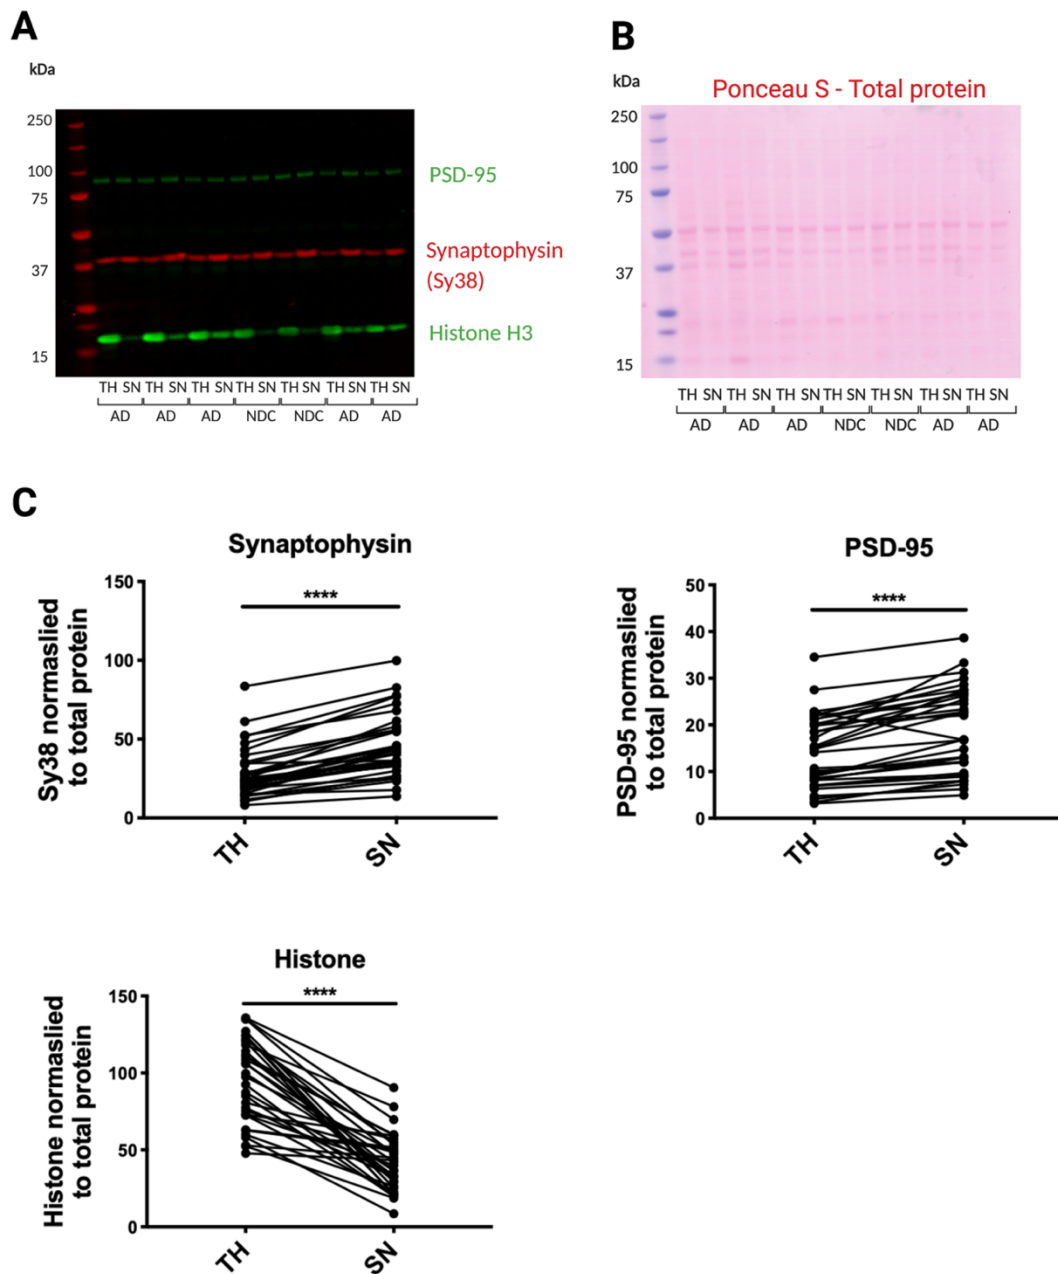 A
kDa
250
100
75
37
15
PSD-95
Synaptophysin
(Sy38)
Histone H3
TH SN TH SN TH SN TH SN TH SN TH SN TH SN
AD AD AD NDC NDC AD AD
B
kDa
Ponceau S - Total protein
250
100
75
37
15
TH SN TH SN TH SN TH SN TH SN TH SN TH SN
AD AD AD NDC NDC AD AD
C
Synaptophysin
Sy38 normaslied
to total protein
150
100
50
0
****
TH SN
PSD-95
PSD-95 normaslied
to total protein
50
40
30
20
10
0
****
TH SN
Histone
Histone normaslied
to total protein
150
100
50
0
****
TH SN